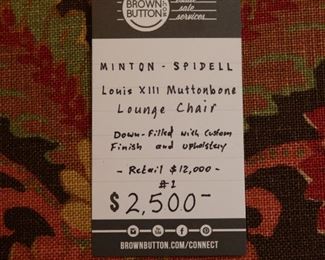 BROWN
BUTTON
sale
services
MINTON - SPIDELL
Louis XIII Muttonbone
Lounge Chair
Down-Filled with Custom
Finish and upholstery
- Retail $12,000 -
#1
$2,500-
BROWNBUTTON.COM/CONNECT